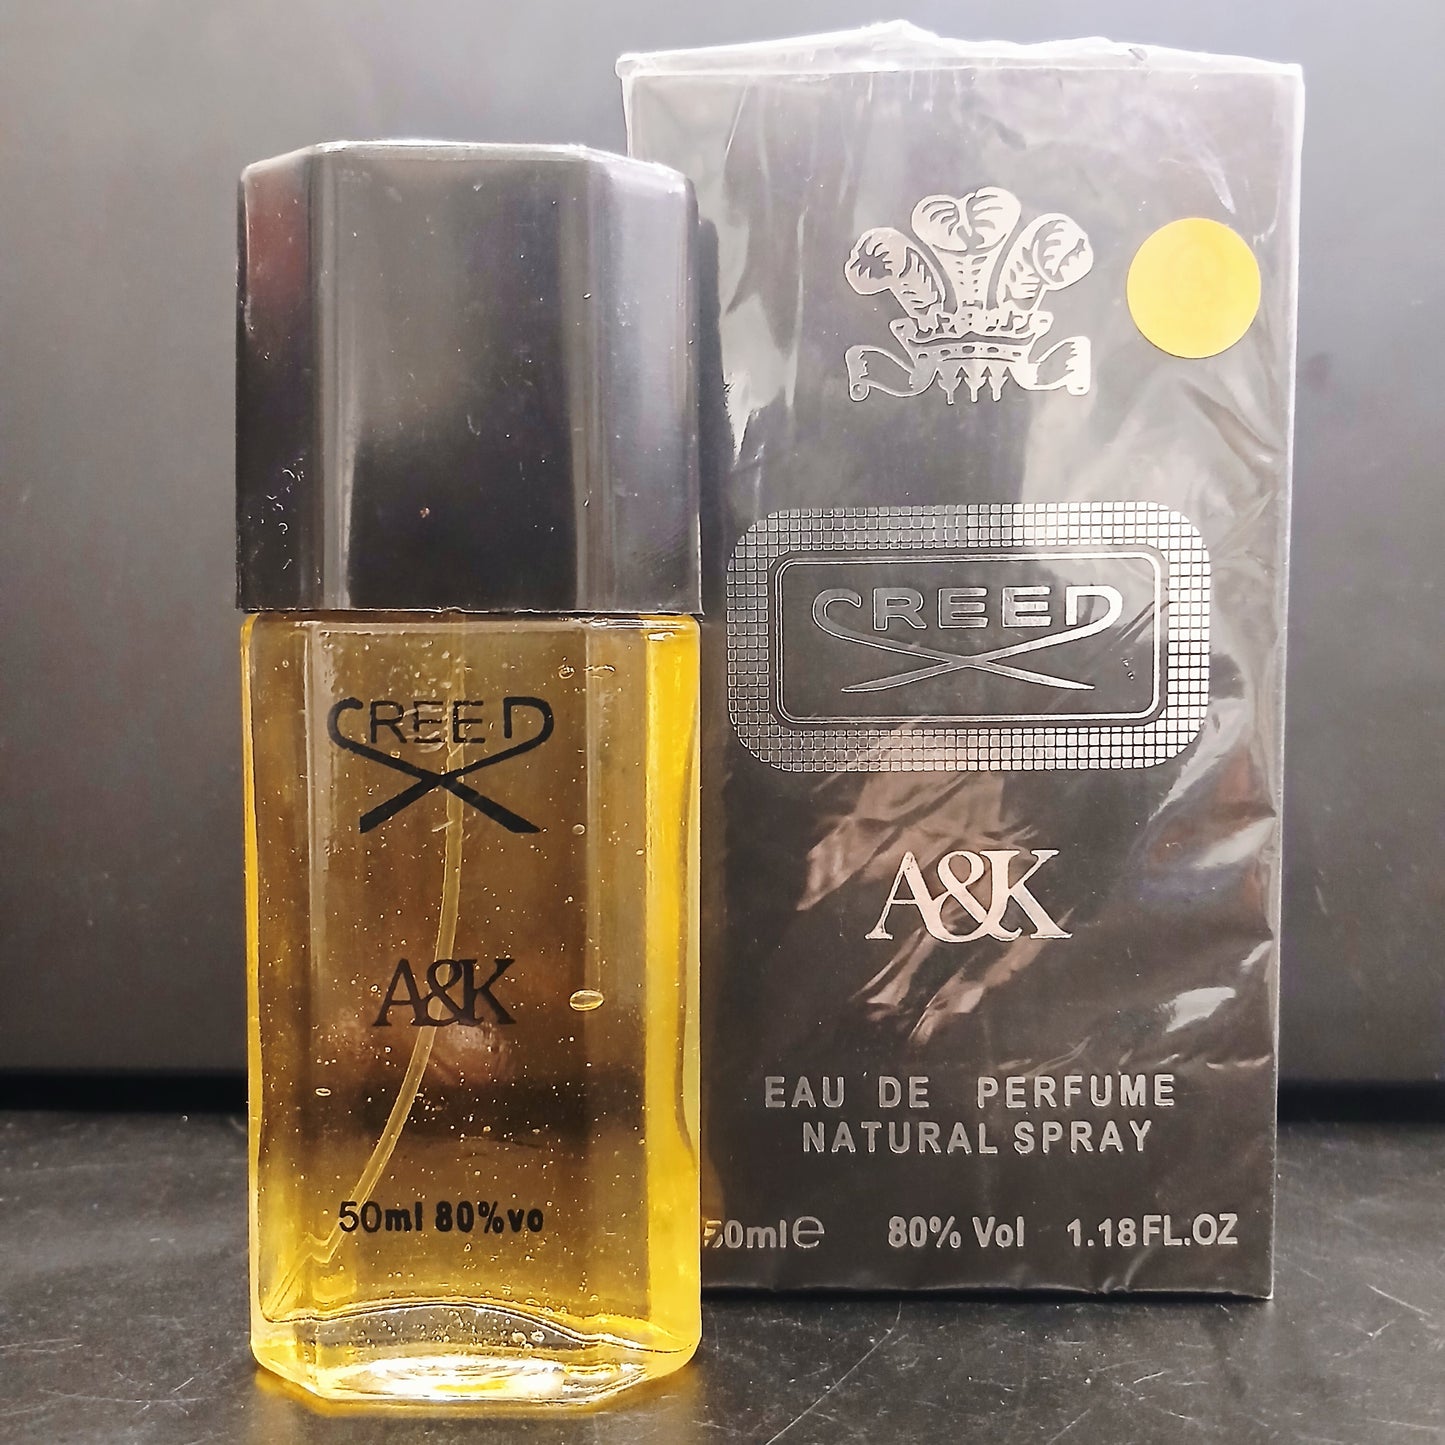 CREED
A&K
50ml 80%vo
CREED
A&K
EAU DE PERFUME
NATURAL SPRAY
50ml e 80% Vol 1.18FL.OZ